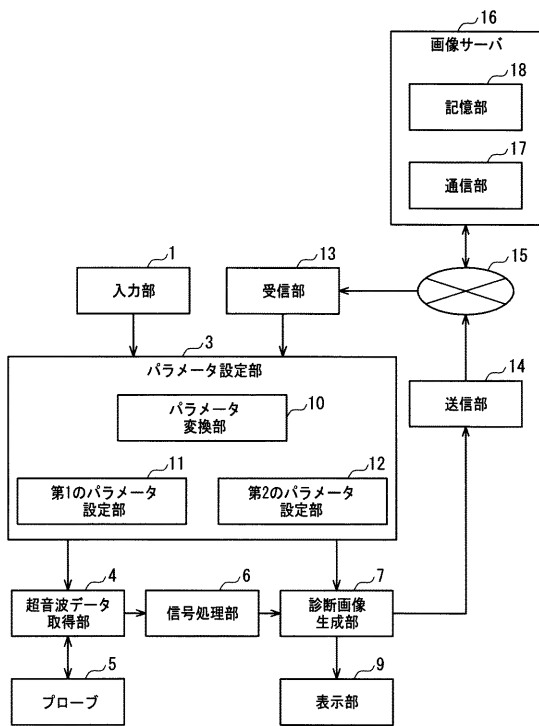 16
画像サーバ
18
記憶部
17
通信部
1
入力部
13
受信部
15
3
パラメータ設定部
10
パラメータ
変換部
14
送信部
11
第1のパラメータ
設定部
12
第2のパラメータ
設定部
4
超音波データ
取得部
6
信号処理部
7
診断画像
生成部
5
プローブ
9
表示部